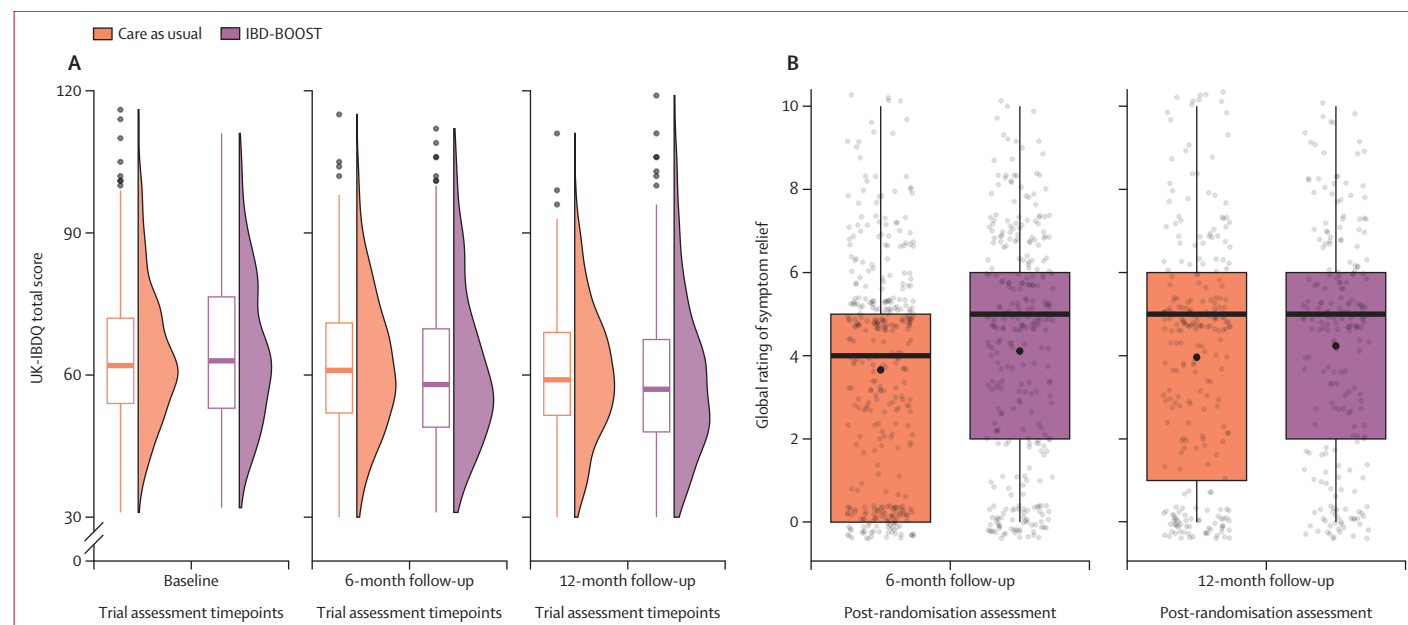 Care as usual
IBD-BOOST
A
UK-IBDQ total score
120
90
60
30
0
Baseline
6-month follow-up
12-month follow-up
Trial assessment timepoints
Trial assessment timepoints
Trial assessment timepoints
B
Global rating of symptom relief
10
8
6
4
2
0
6-month follow-up
12-month follow-up
Post-randomisation assessment
Post-randomisation assessment